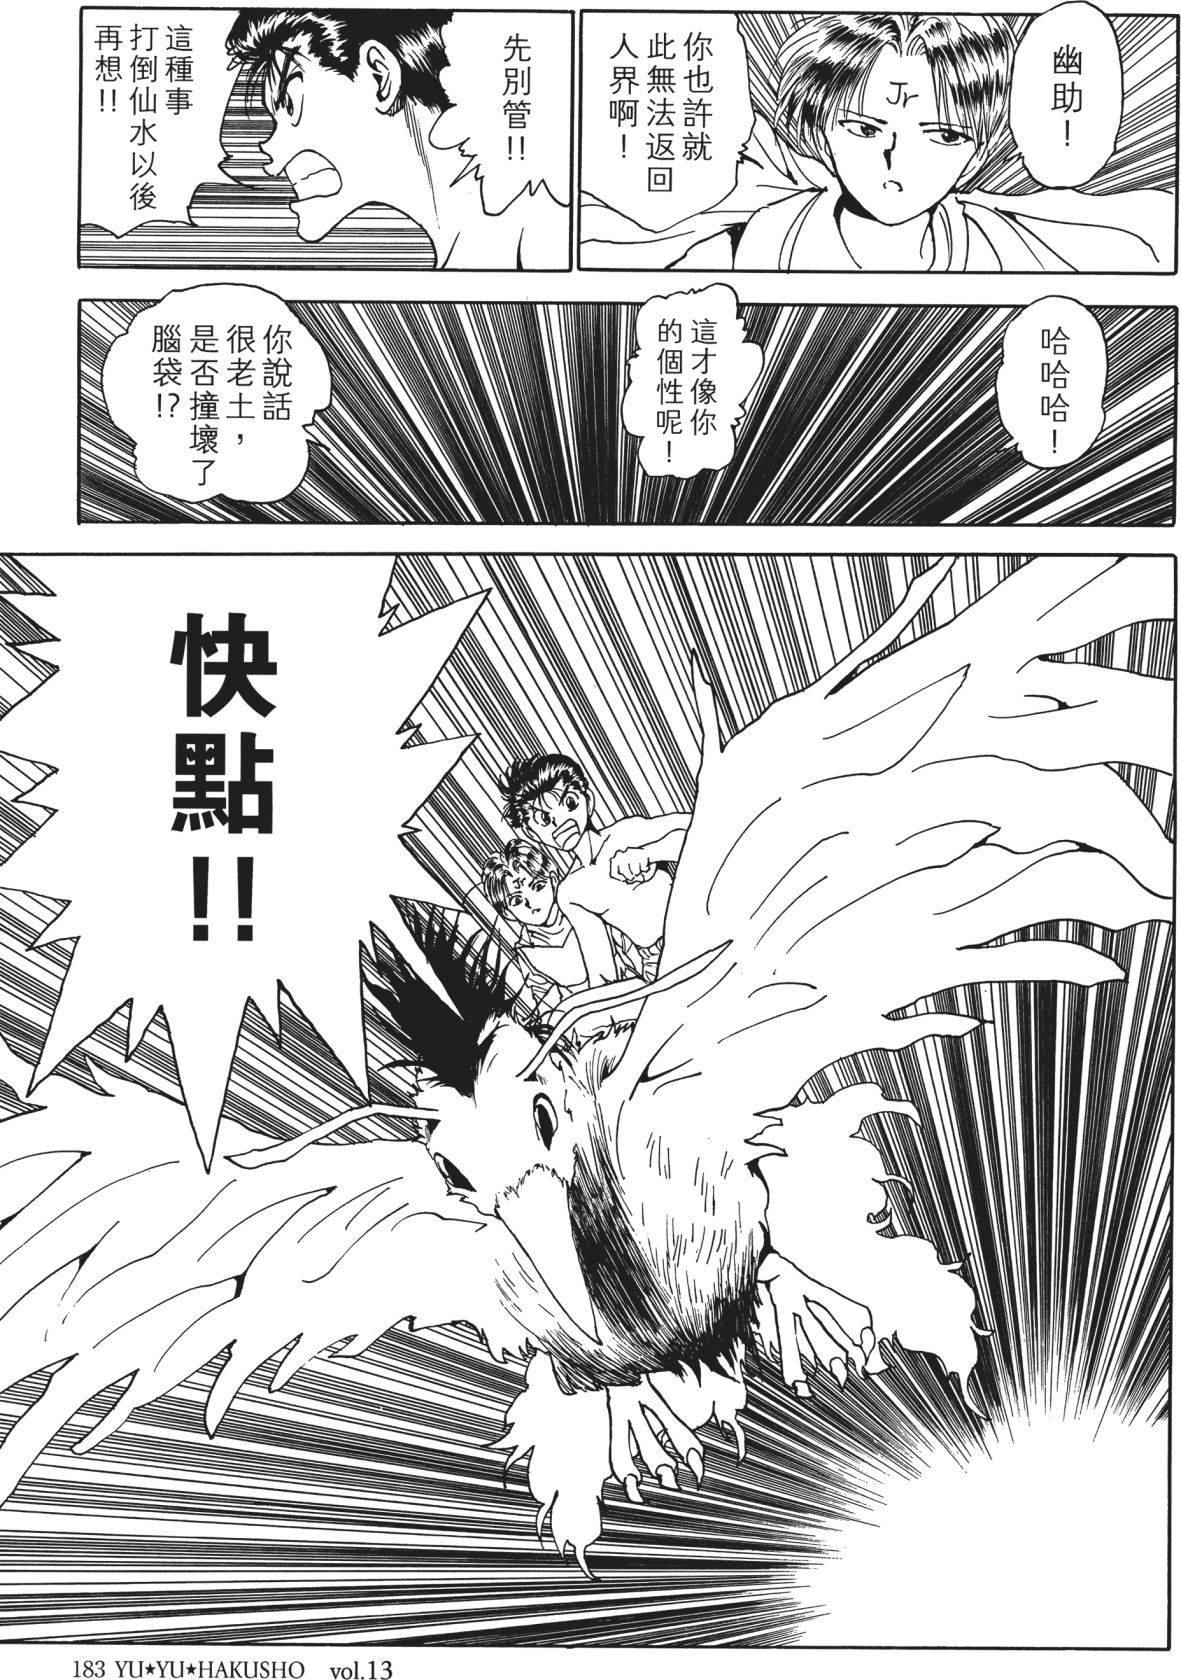 幽助！
你也許就
此無法返回
人界啊！
先別管!!
這種事
打倒仙水以後
再想!!
哈哈哈！
這才像你
的個性呢！
你說話
很老土，
是否撞壞了
腦袋!?
快點!!
Jr
Jr
183 YU★YU★HAKUSHO vol.13